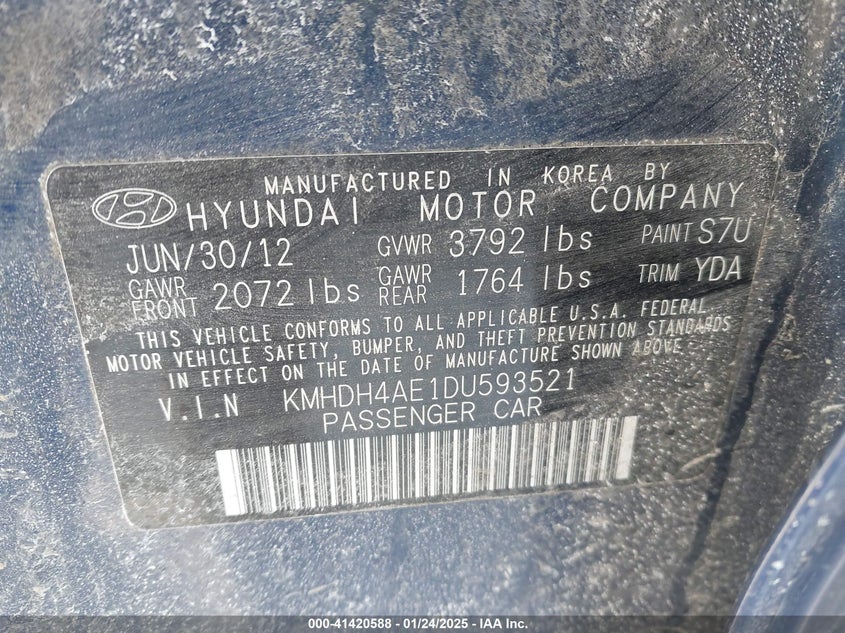 MANUFACTURED IN KOREA BY
HYUNDAI MOTOR COMPANY
JUN/30/12 GVWR 3792 lbs PAINT S7U
GAWR FRONT 2072 lbs GAWR REAR 1764 lbs TRIM YDA
THIS VEHICLE CONFORMS TO ALL APPLICABLE U.S.A. FEDERAL
MOTOR VEHICLE SAFETY, BUMPER, AND THEFT PREVENTION STANDARDS
IN EFFECT ON THE DATE OF MANUFACTURE SHOWN ABOVE.
V.I.N KMHDH4AE1DU593521
PASSENGER CAR
000-41420588 - 01/24/2025 - IAA Inc.